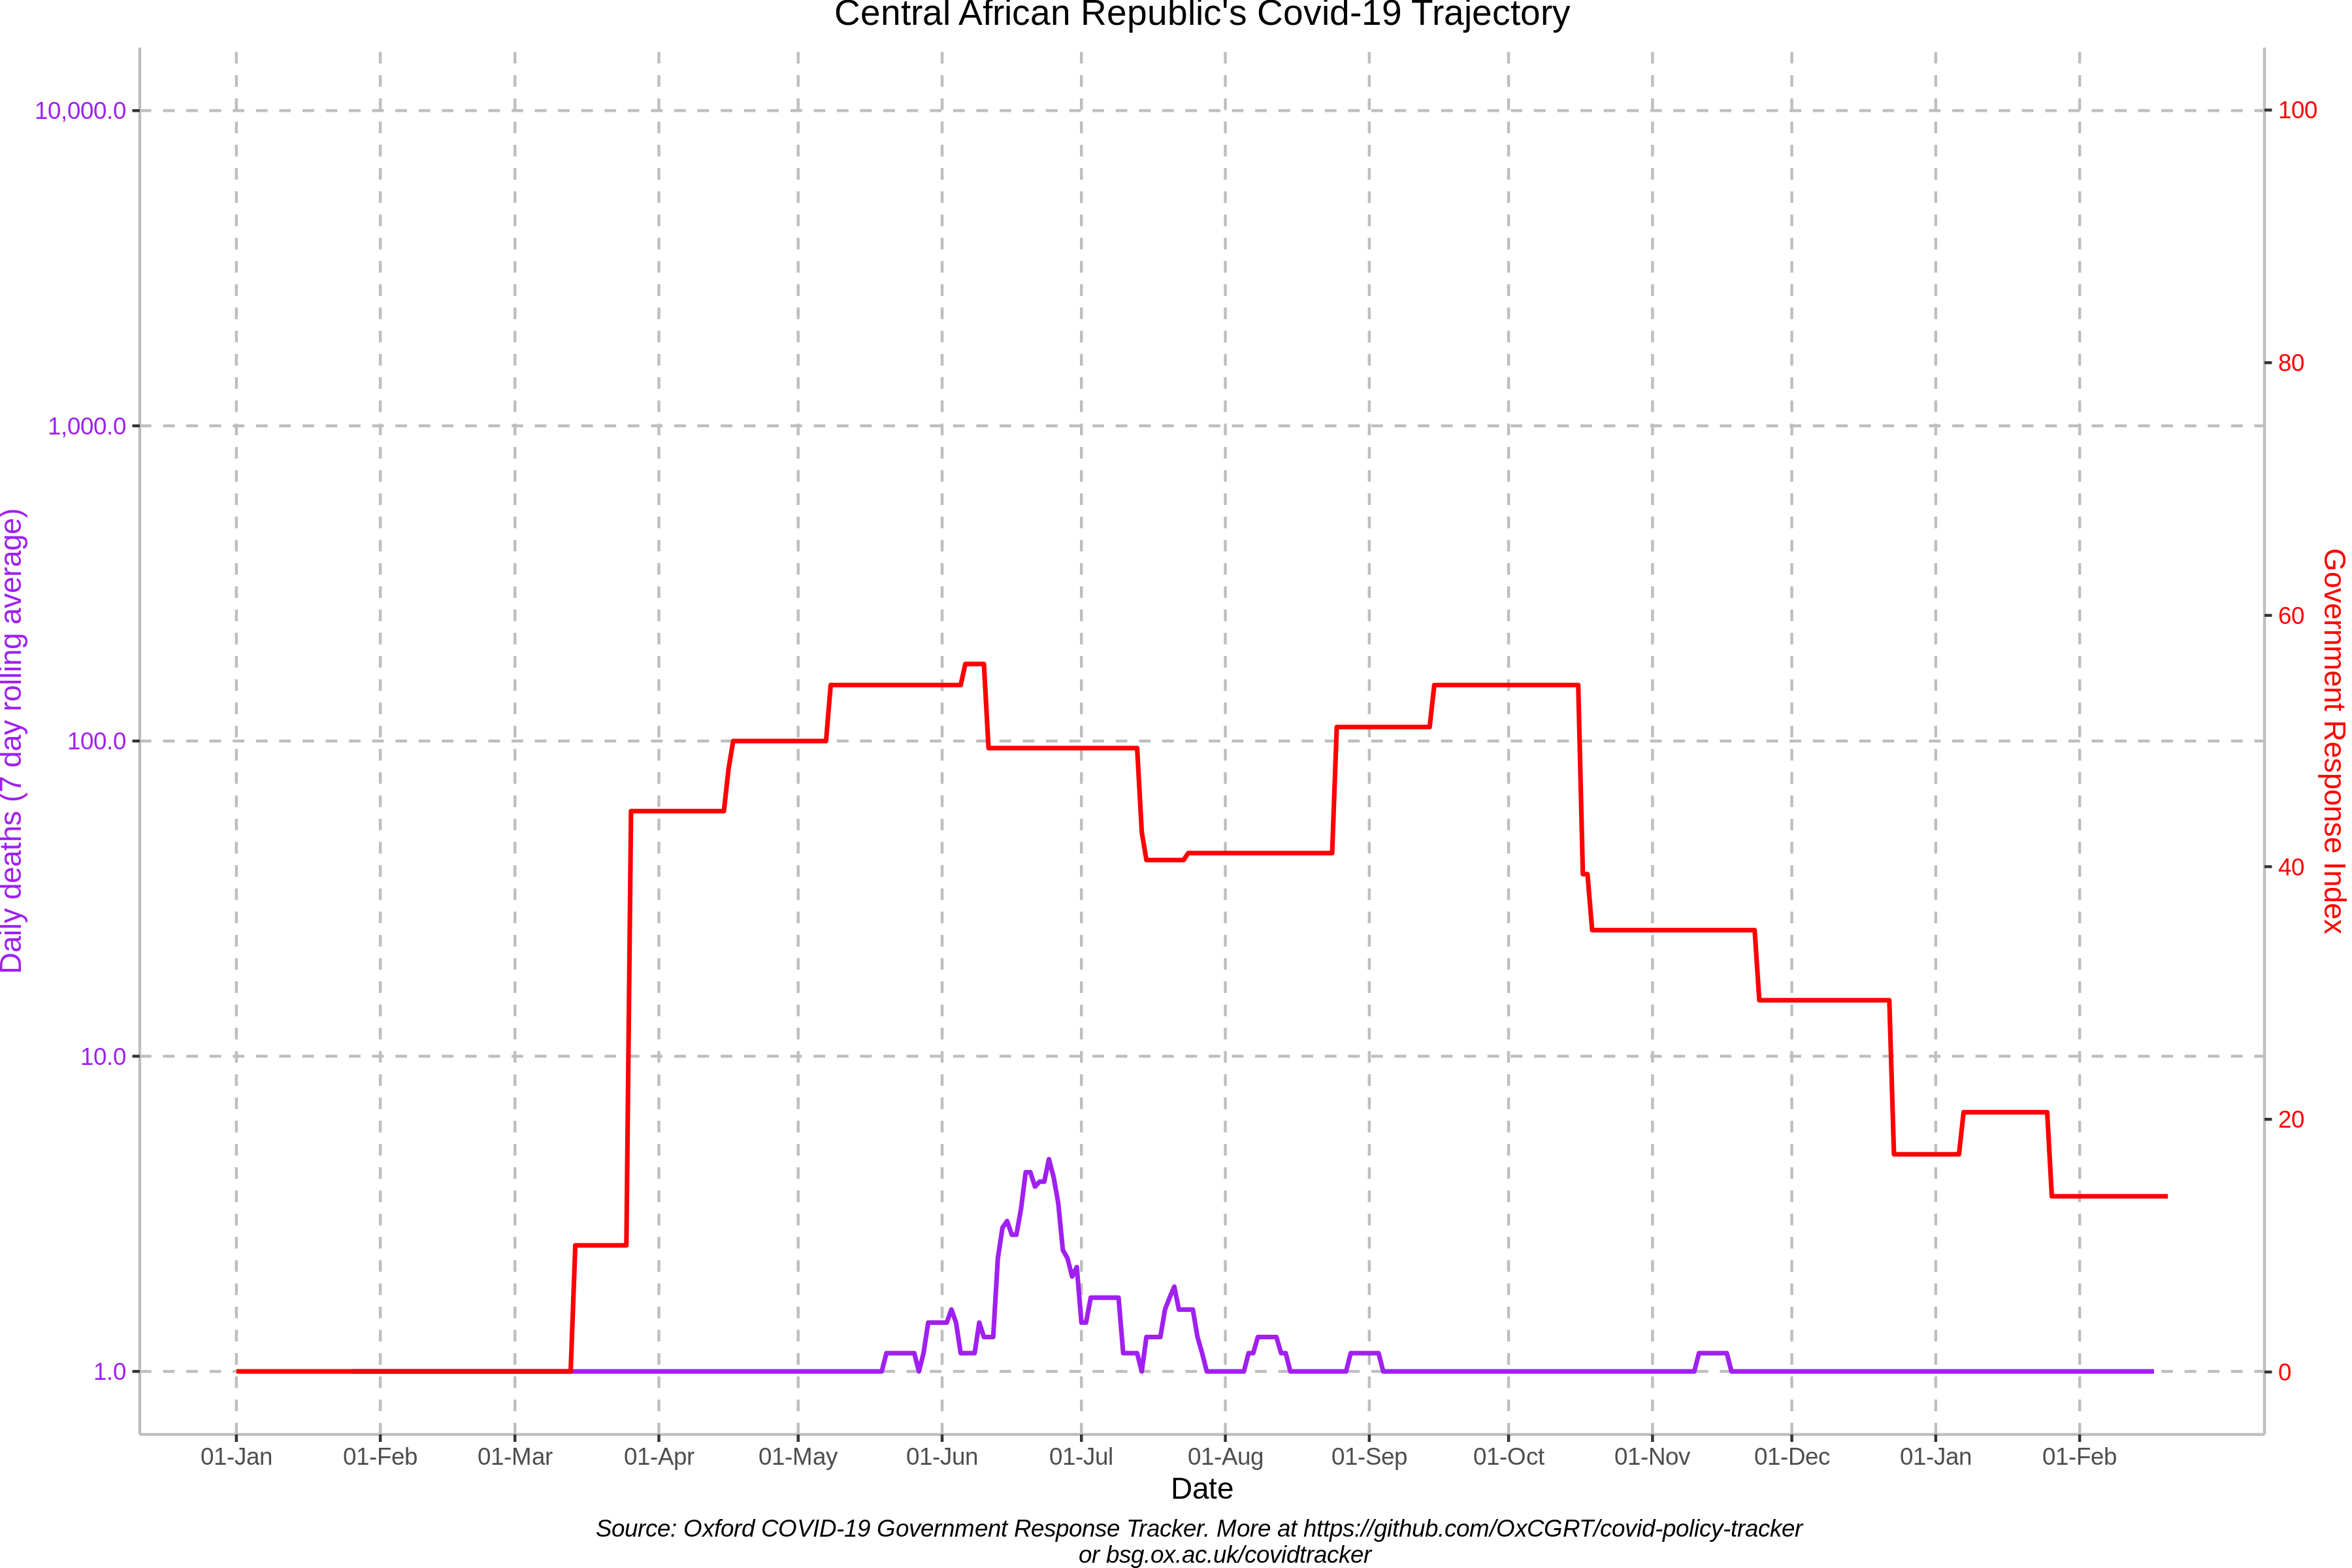 Central African Republic's Covid-19 Trajectory
10,000.0
1,000.0
100.0
10.0
1.0
Daily deaths (7 day rolling average)
100
80
60
40
20
0
Government Response Index
01-Jan 01-Feb 01-Mar 01-Apr 01-May 01-Jun 01-Jul 01-Aug 01-Sep 01-Oct 01-Nov 01-Dec 01-Jan 01-Feb
Date
Source: Oxford COVID-19 Government Response Tracker. More at https://github.com/OxCGRT/covid-policy-tracker
or bsg.ox.ac.uk/covidtracker